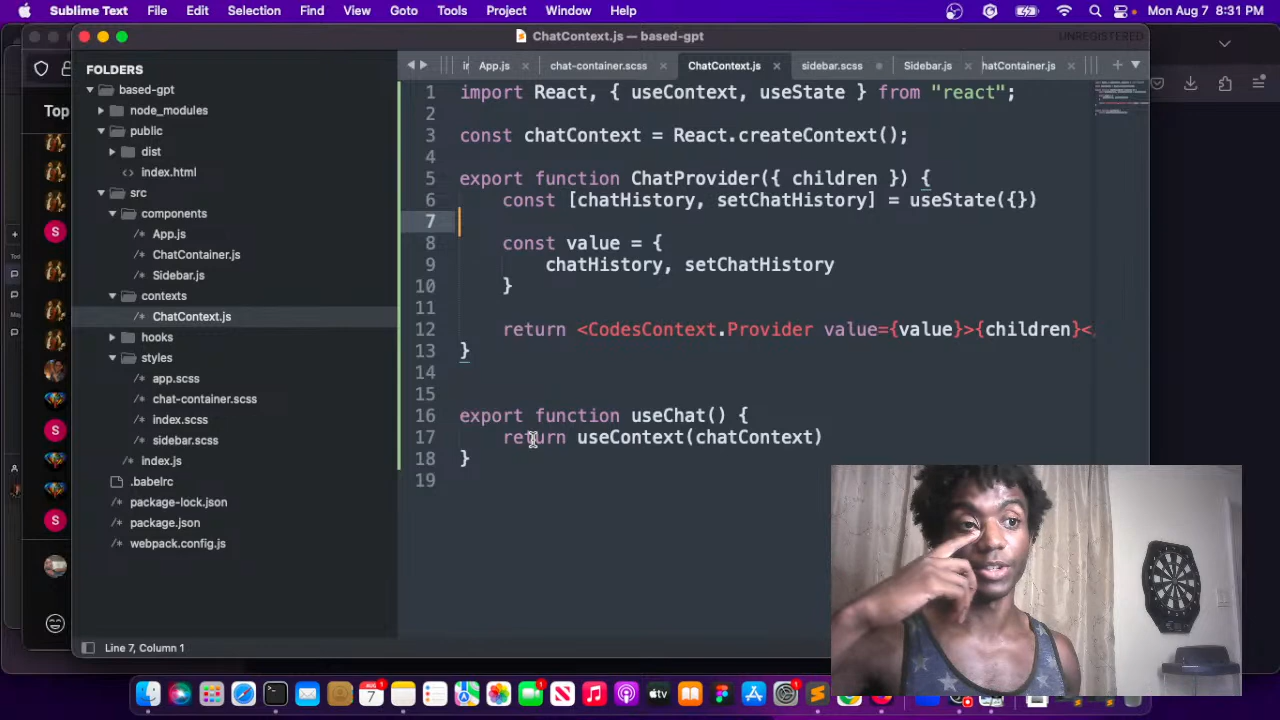 Sublime Text File Edit Selection Find View Goto Tools Project Window Help Mon Aug 7 8:31 PM
ChatContext.js — based-gpt
UNREGISTERED
FOLDERS
based-gpt
node_modules
public
dist
index.html
src
components
App.js
ChatContainer.js
Sidebar.js
contexts
ChatContext.js
hooks
styles
app.scss
chat-container.scss
index.scss
sidebar.scss
index.js
.babelrc
package-lock.json
package.json
webpack.config.js
App.js chat-container.scss ChatContext.js sidebar.scss Sidebar.js hatContainer.js
1 import React, { useContext, useState } from "react";
2
3 const chatContext = React.createContext();
4
5 export function ChatProvider({ children }) {
6 const [chatHistory, setChatHistory] = useState({})
7
8 const value = {
9 chatHistory, setChatHistory
10 }
11
12 return <CodesContext.Provider value={value}>{children}<
13 }
14
15
16 export function useChat() {
17 return useContext(chatContext)
18 }
19
Line 7, Column 1
Top
S
S
S
AUG
7